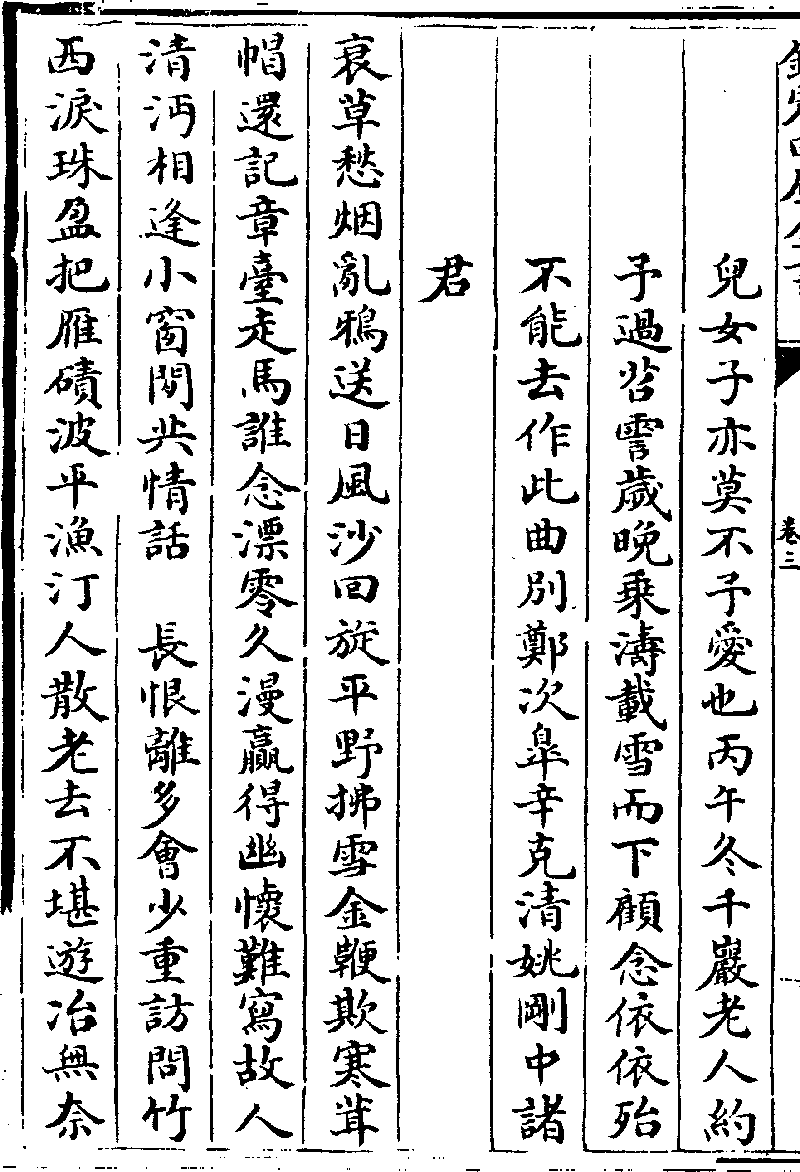 卷三
兒女子亦莫不予愛也丙午冬千巖老人約
予過苕霅歲晚乗濤載雪而下顧念依依殆
不能去作此曲別鄭次臯辛克清姚剛中諸
君
衰草愁烟亂鴉送日風沙回旋平野拂雪金鞭欺寒茸
帽還記章臺走馬誰念漂零久漫贏得幽懷難寫故人
清沔相逢小窗閒共情話　長恨離多會少重訪問竹
西淚珠盈把雁磧波平漁汀人散老去不堪遊冶無奈